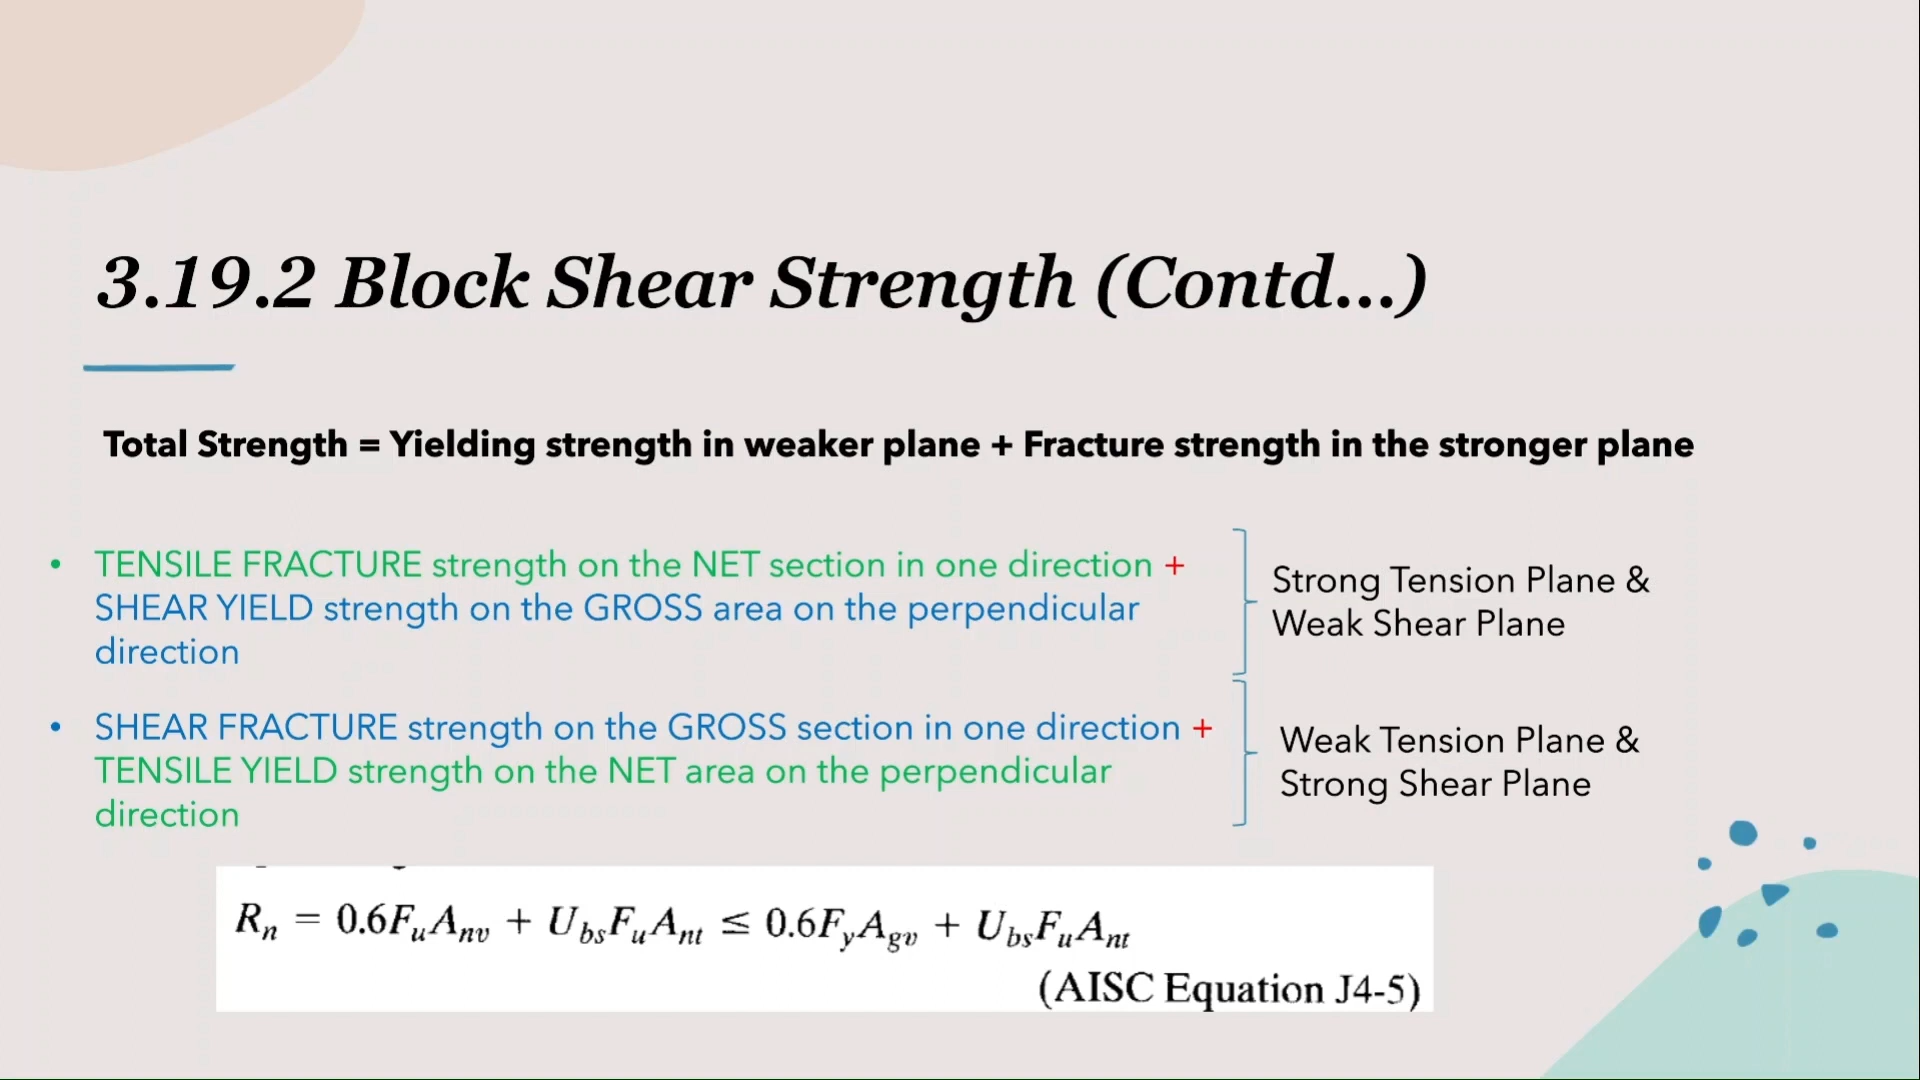 3.19.2 Block Shear Strength (Contd...)
Total Strength = Yielding strength in weaker plane + Fracture strength in the stronger plane
• TENSILE FRACTURE strength on the NET section in one direction +
SHEAR YIELD strength on the GROSS area on the perpendicular
direction
Strong Tension Plane &
Weak Shear Plane
• SHEAR FRACTURE strength on the GROSS section in one direction +
TENSILE YIELD strength on the NET area on the perpendicular
direction
Weak Tension Plane &
Strong Shear Plane
Rₙ = 0.6FᵤAₙᵥ + U_bsFᵤAₙₜ ≤ 0.6F_yA_gv + U_bsFᵤAₙₜ
(AISC Equation J4-5)